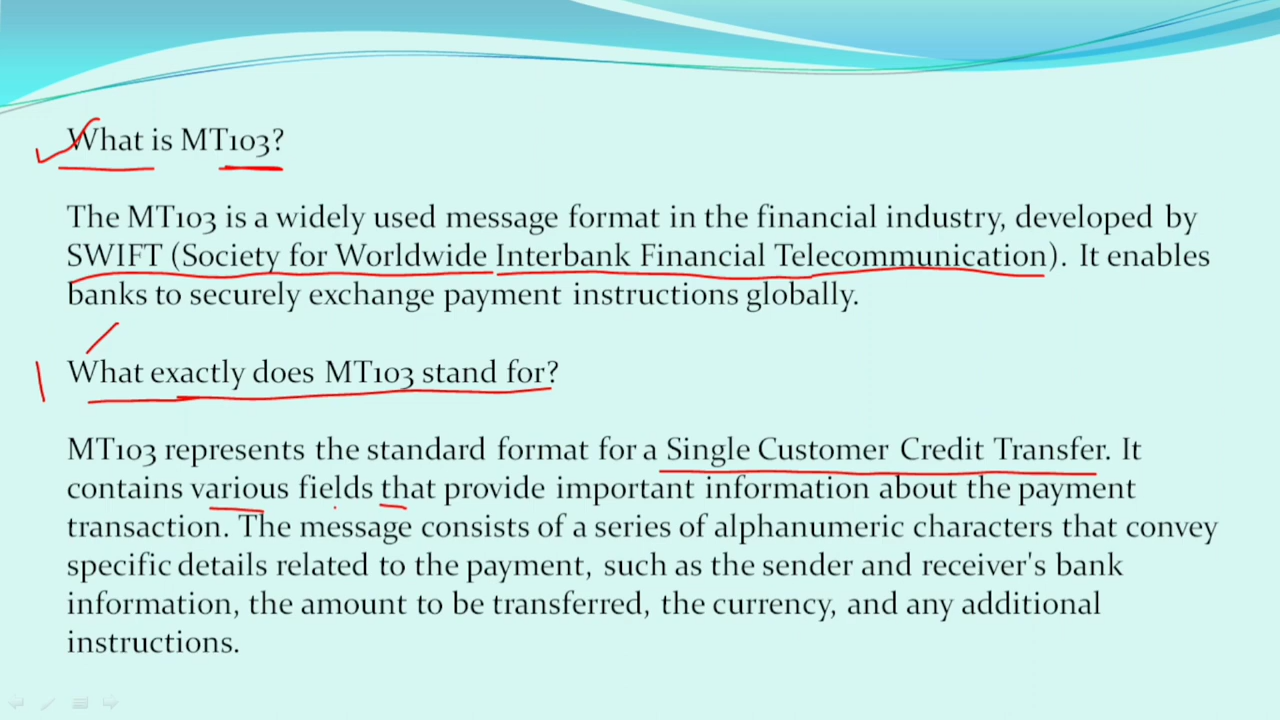 What is MT103?
The MT103 is a widely used message format in the financial industry, developed by
SWIFT (Society for Worldwide Interbank Financial Telecommunication). It enables
banks to securely exchange payment instructions globally.
What exactly does MT103 stand for?
MT103 represents the standard format for a Single Customer Credit Transfer. It
contains various fields that provide important information about the payment
transaction. The message consists of a series of alphanumeric characters that convey
specific details related to the payment, such as the sender and receiver's bank
information, the amount to be transferred, the currency, and any additional
instructions.